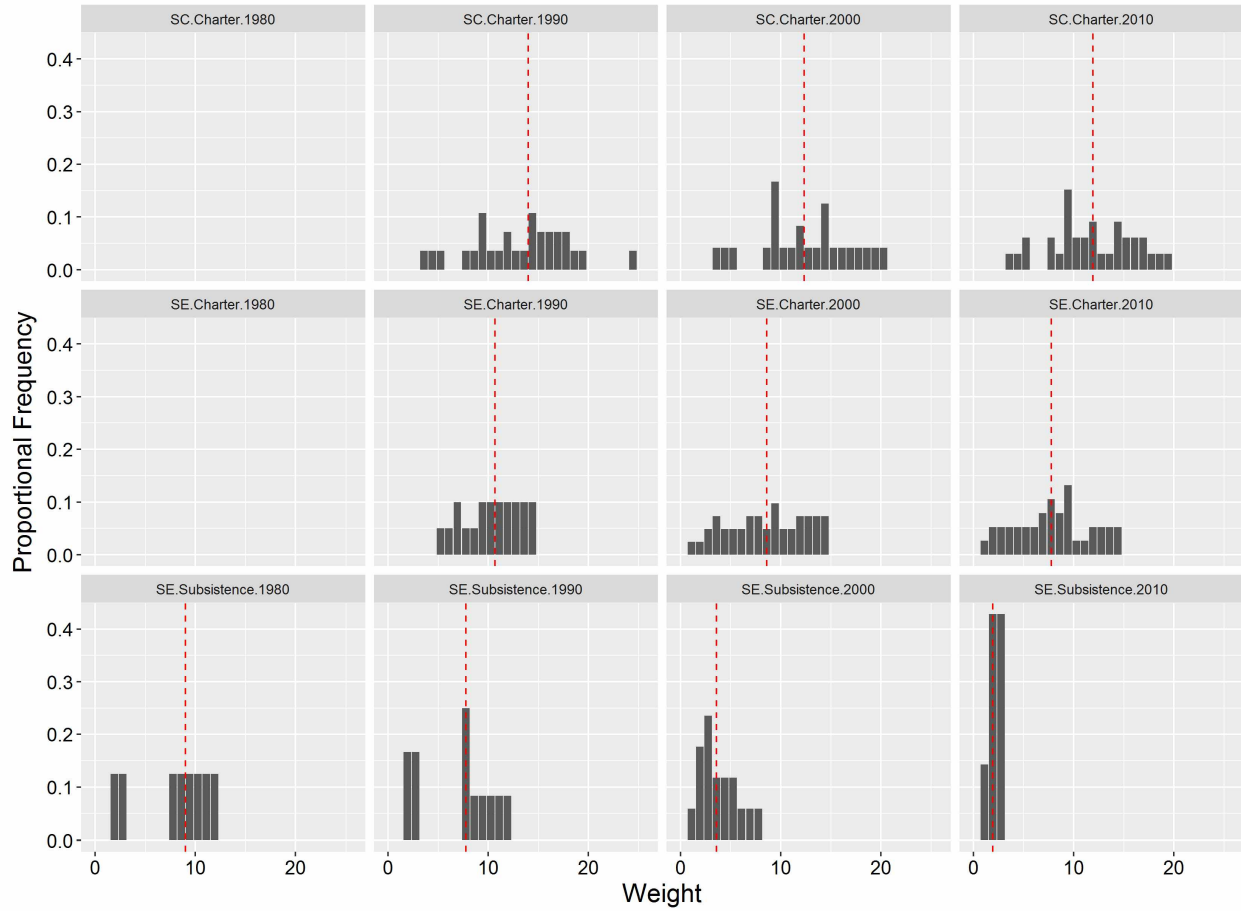 SC.Charter.1980 SC.Charter.1990 SC.Charter.2000 SC.Charter.2010
0.4
0.3
0.2
0.1
0.0
SE.Charter.1980 SE.Charter.1990 SE.Charter.2000 SE.Charter.2010
0.4
0.3
0.2
0.1
0.0
Proportional Frequency
SE.Subsistence.1980 SE.Subsistence.1990 SE.Subsistence.2000 SE.Subsistence.2010
0.4
0.3
0.2
0.1
0.0
0 10 20 0 10 20 0 10 20 0 10 20
Weight